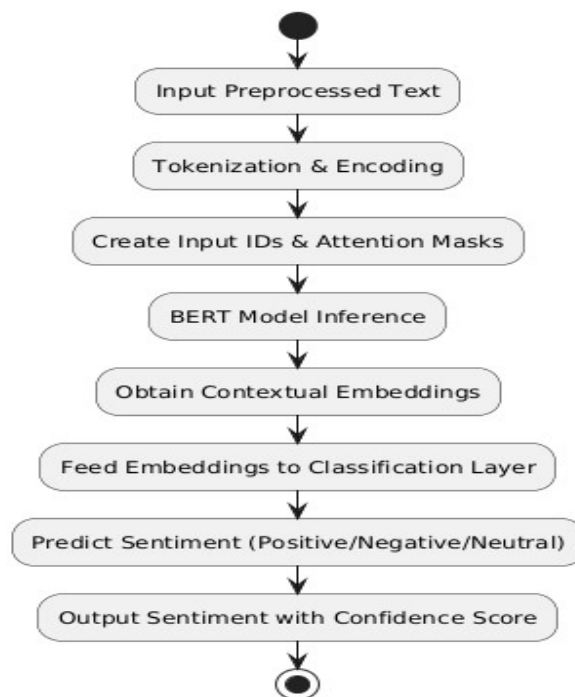 Input Preprocessed Text
Tokenization & Encoding
Create Input IDs & Attention Masks
BERT Model Inference
Obtain Contextual Embeddings
Feed Embeddings to Classification Layer
Predict Sentiment (Positive/Negative/Neutral)
Output Sentiment with Confidence Score